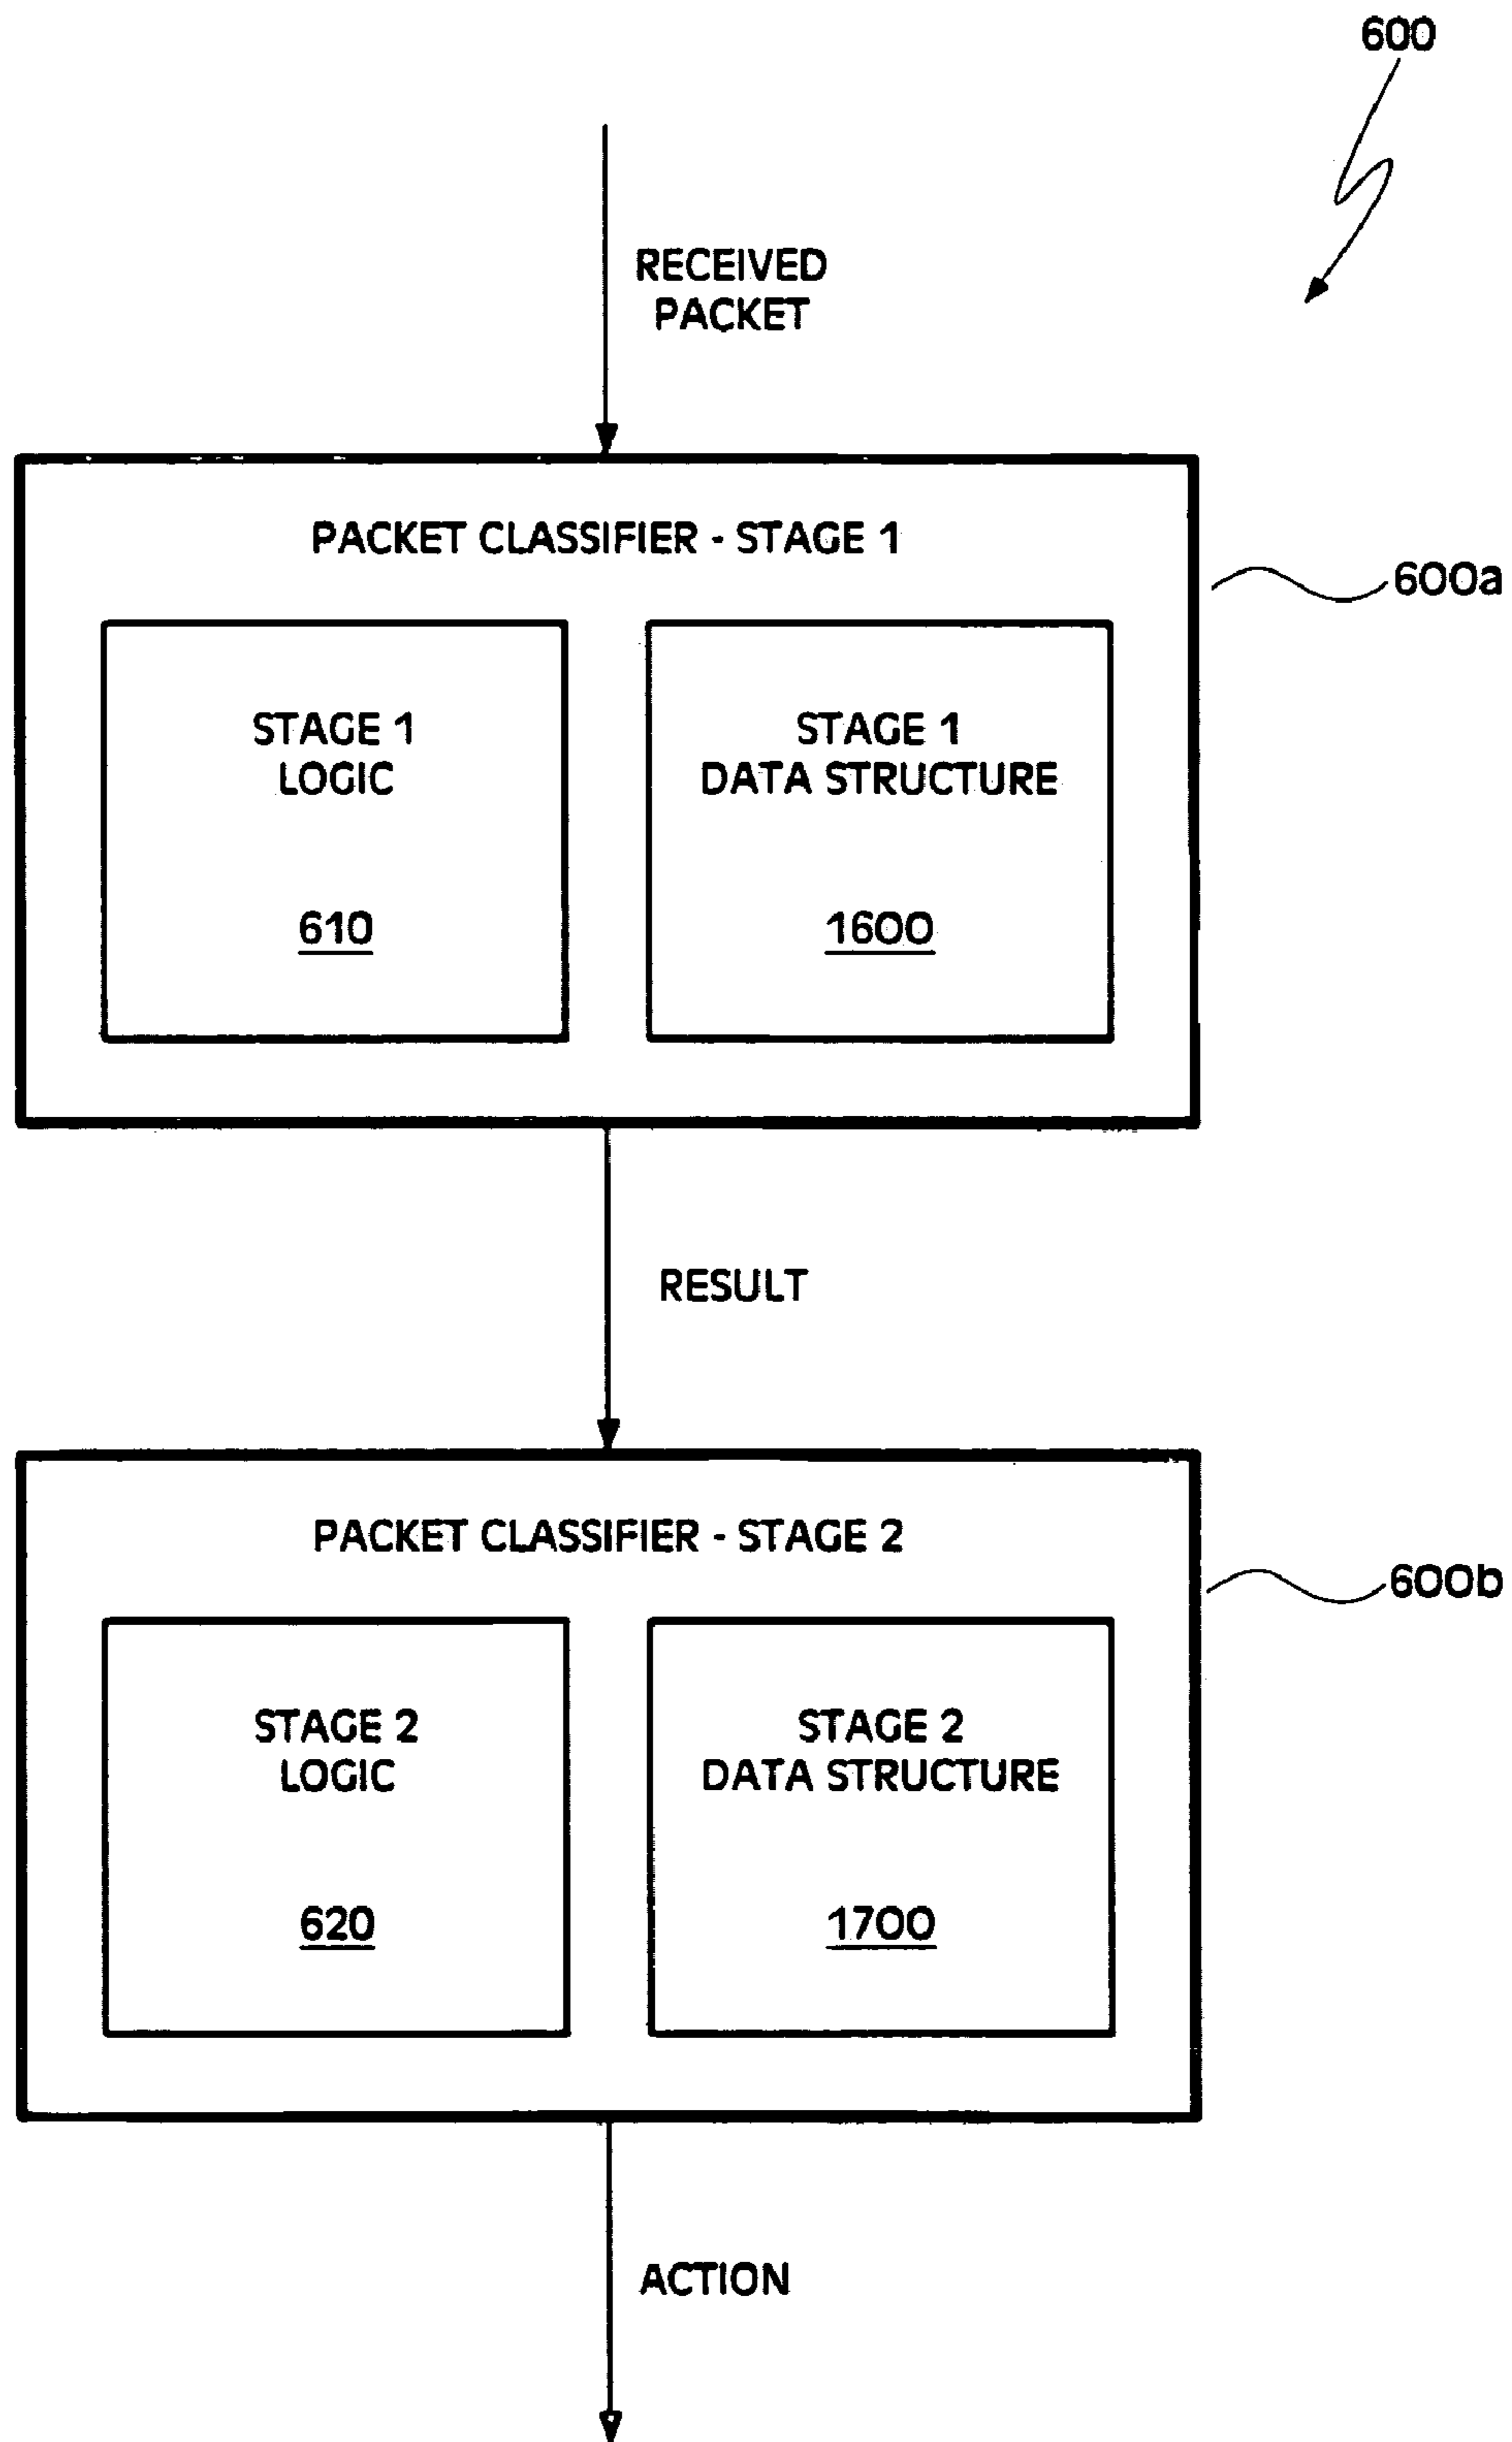 600
RECEIVED
PACKET
PACKET CLASSIFIER - STAGE 1
600a
STAGE 1
LOGIC
610
STAGE 1
DATA STRUCTURE
1600
RESULT
PACKET CLASSIFIER - STAGE 2
600b
STAGE 2
LOGIC
620
STAGE 2
DATA STRUCTURE
1700
ACTION